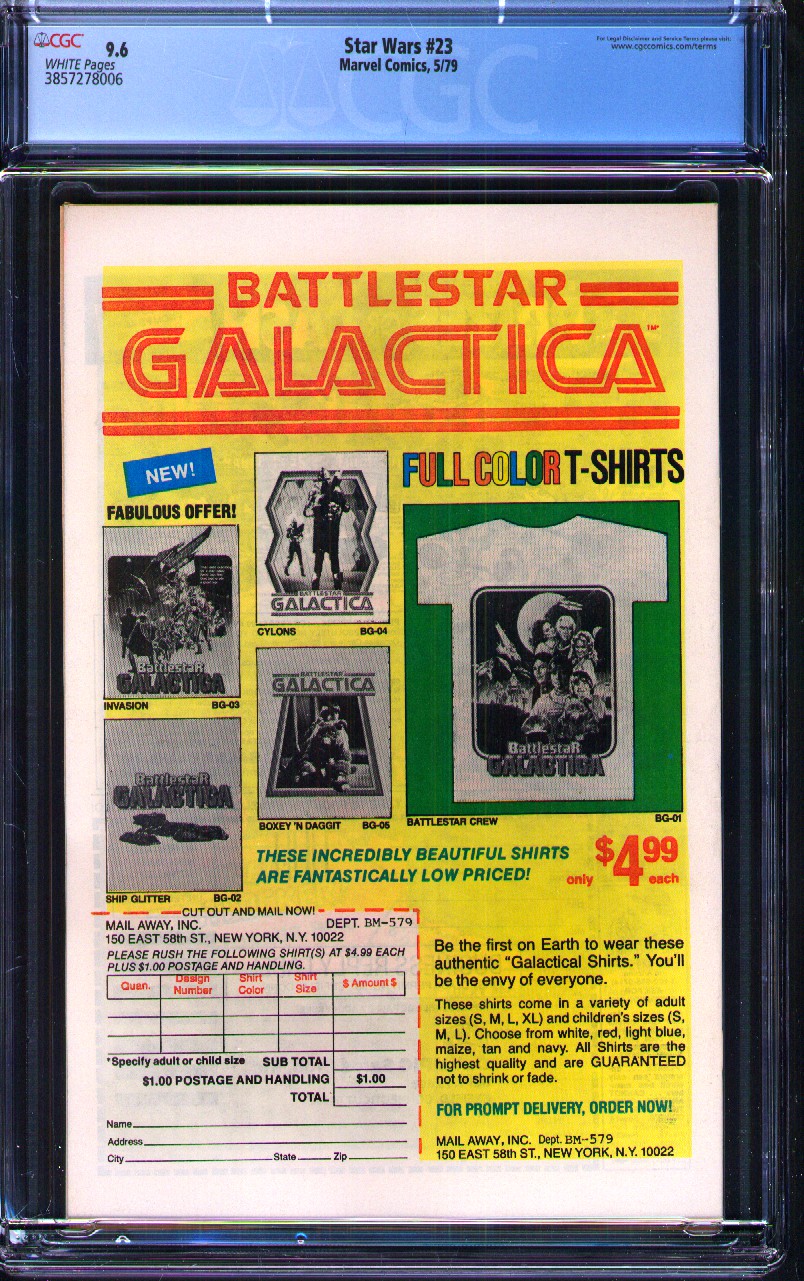 CGC 9.6
WHITE Pages
3857278006
Star Wars #23
Marvel Comics, 5/79
For Legal Disclaimer and Service Terms please visit:
www.cgccomics.com/terms
CGC
BATTLESTAR
GALACTICA™
NEW!
FABULOUS OFFER!
FULL COLOR T-SHIRTS
BATTLESTAR
GALACTICA
CYLONS BG-04
BattlestaR
GALACTICA
INVASION BG-03
BATTLESTAR
GALACTICA
BOXEY 'N DAGGIT BG-05
BattlestaR
GALACTICA
SHIP GLITTER BG-02
BattlestaR
GALACTICA
BATTLESTAR CREW BG-01
THESE INCREDIBLY BEAUTIFUL SHIRTS
ARE FANTASTICALLY LOW PRICED!
only $4.99 each
CUT OUT AND MAIL NOW!
MAIL AWAY, INC. DEPT. BM-579
150 EAST 58th ST., NEW YORK, N.Y. 10022
PLEASE RUSH THE FOLLOWING SHIRT(S) AT $4.99 EACH
PLUS $1.00 POSTAGE AND HANDLING.
Quan. Design Number Shirt Color Shirt Size $ Amount $
*Specify adult or child size SUB TOTAL
$1.00 POSTAGE AND HANDLING $1.00
TOTAL
Name
Address
City State Zip
Be the first on Earth to wear these
authentic "Galactical Shirts." You'll
be the envy of everyone.
These shirts come in a variety of adult
sizes (S, M, L, XL) and children's sizes (S,
M, L). Choose from white, red, light blue,
maize, tan and navy. All Shirts are the
highest quality and are GUARANTEED
not to shrink or fade.
FOR PROMPT DELIVERY, ORDER NOW!
MAIL AWAY, INC. Dept. BM-579
150 EAST 58th ST., NEW YORK, N.Y. 10022